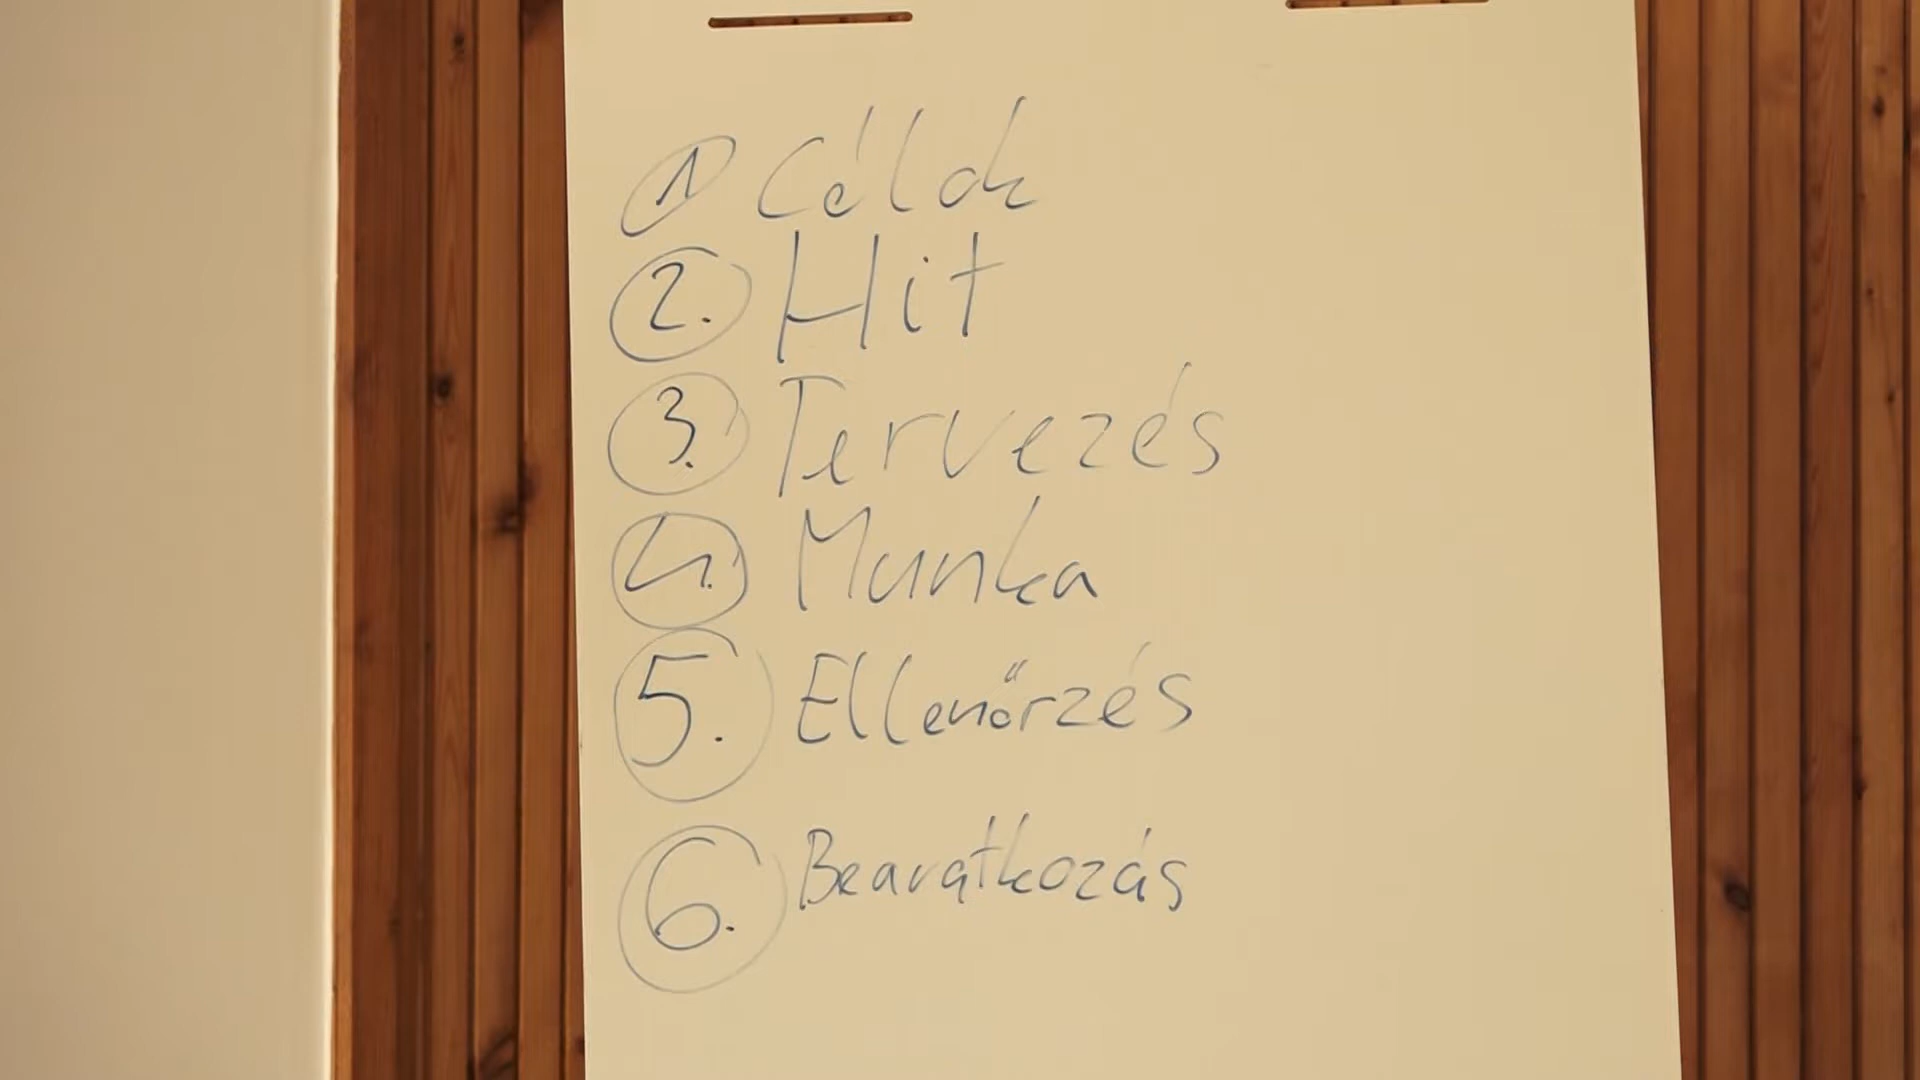 1 Célok
2. Hit
3. Tervezés
4. Munka
5. Ellenőrzés
6. Beavatkozás